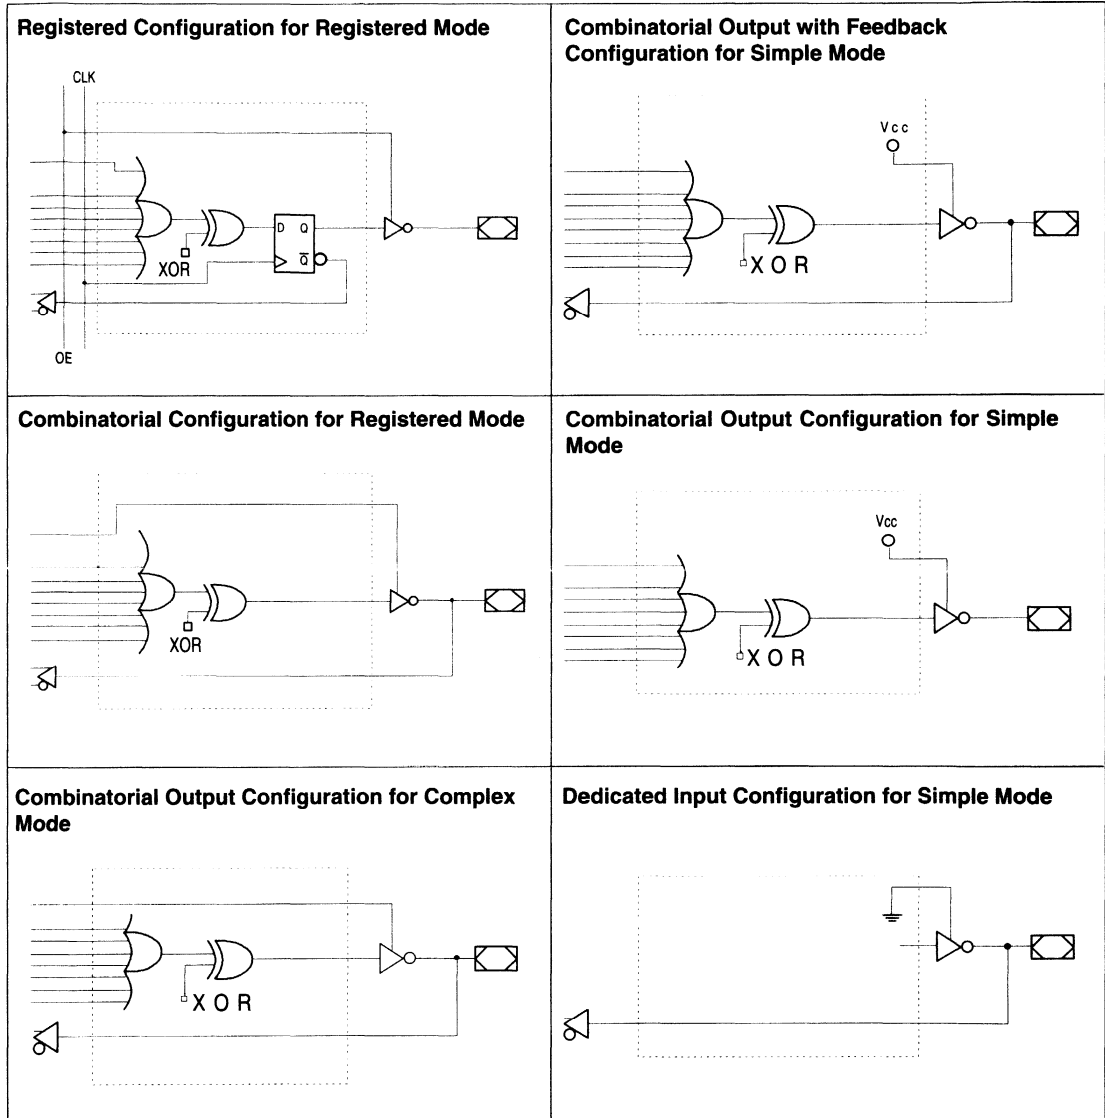 Registered Configuration for Registered Mode
CLK
D Q
Q
XOR
OE
Combinatorial Output with Feedback
Configuration for Simple Mode
Vcc
XOR
Combinatorial Configuration for Registered Mode
XOR
Combinatorial Output Configuration for Simple
Mode
Vcc
XOR
Combinatorial Output Configuration for Complex
Mode
XOR
Dedicated Input Configuration for Simple Mode